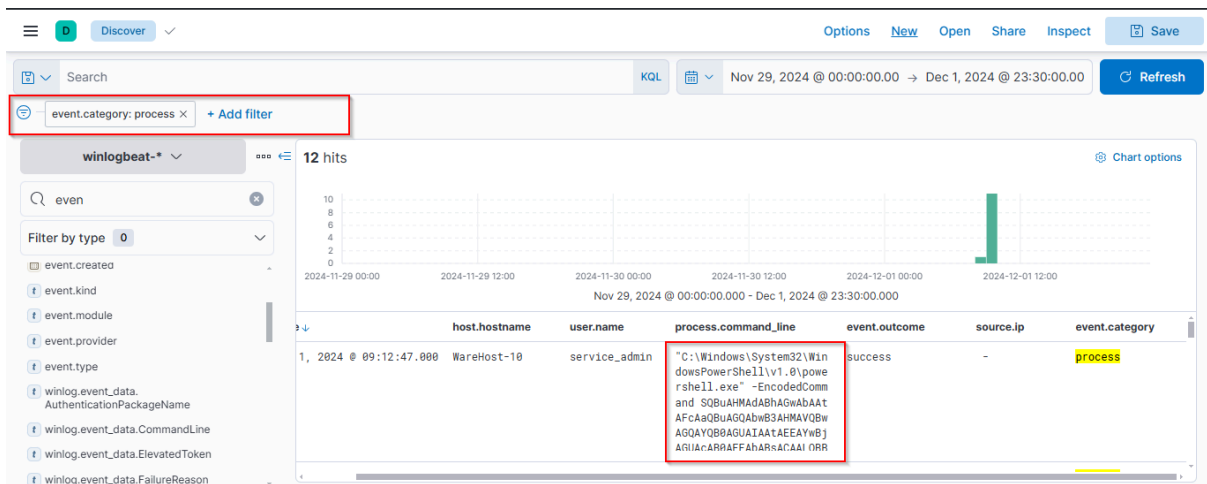 D Discover Options New Open Share Inspect Save
Search KQL Nov 29, 2024 @ 00:00:00.00 → Dec 1, 2024 @ 23:30:00.00 Refresh
event.category: process × + Add filter
winlogbeat-* 12 hits Chart options
even
Filter by type 0
event.created
event.kind
event.module
event.provider
event.type
winlog.event_data.
AuthenticationPackageName
winlog.event_data.CommandLine
winlog.event_data.ElevatedToken
winlog.event_data.FailureReason
10
8
6
4
2
0
2024-11-29 00:00 2024-11-29 12:00 2024-11-30 00:00 2024-11-30 12:00 2024-12-01 00:00 2024-12-01 12:00
Nov 29, 2024 @ 00:00:00.000 - Dec 1, 2024 @ 23:30:00.000
host.hostname user.name process.command_line event.outcome source.ip event.category
1, 2024 @ 09:12:47.000 WareHost-10 service_admin "C:\Windows\System32\Win success - process
dowsPowerShell\v1.0\powe
rshell.exe" -EncodedComm
and SQBuAHMAdABhAGwAbAAt
AFcAaQBuAGQAbwB3AHMAVQBw
AGQAYQB0AGUAIAAtAEEAYwBj